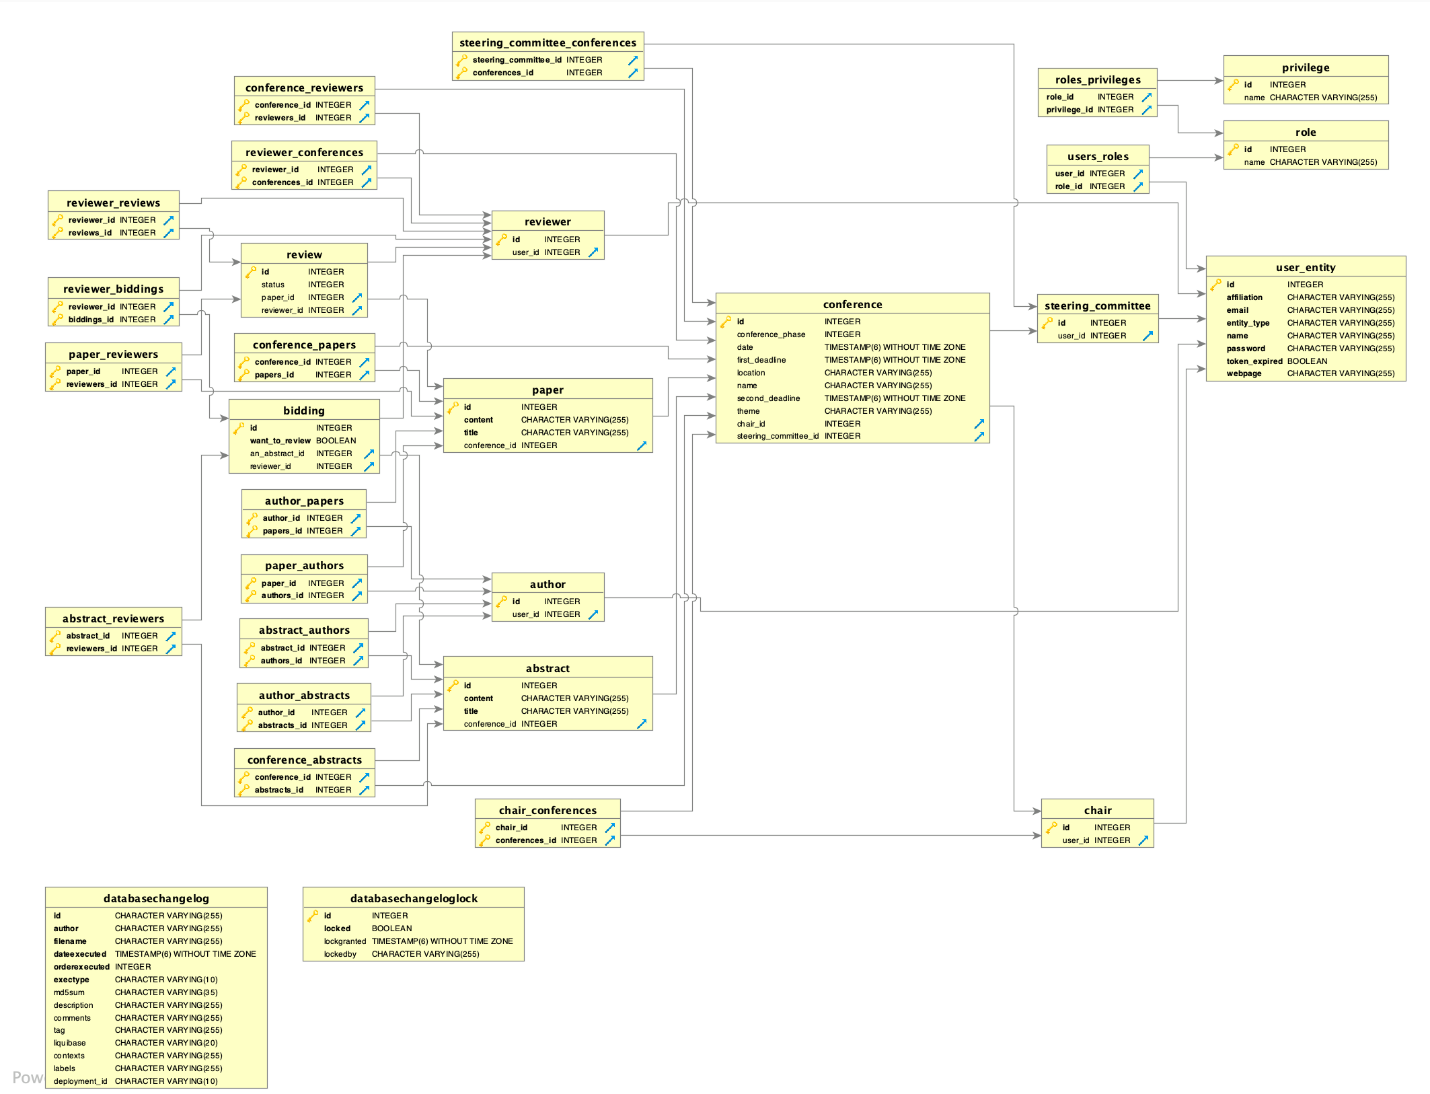 steering_committee_conferences
steering_committee_id INTEGER
conferences_id INTEGER
conference_reviewers
conference_id INTEGER
reviewers_id INTEGER
reviewer_conferences
reviewer_id INTEGER
conferences_id INTEGER
roles_privileges
role_id INTEGER
privilege_id INTEGER
privilege
id INTEGER
name CHARACTER VARYING(255)
role
id INTEGER
name CHARACTER VARYING(255)
users_roles
user_id INTEGER
role_id INTEGER
reviewer_reviews
reviewer_id INTEGER
reviews_id INTEGER
reviewer
id INTEGER
user_id INTEGER
review
id INTEGER
status INTEGER
paper_id INTEGER
reviewer_id INTEGER
user_entity
id INTEGER
affiliation CHARACTER VARYING(255)
email CHARACTER VARYING(255)
entity_type CHARACTER VARYING(255)
name CHARACTER VARYING(255)
password CHARACTER VARYING(255)
token_expired BOOLEAN
webpage CHARACTER VARYING(255)
reviewer_biddings
reviewer_id INTEGER
biddings_id INTEGER
conference
id INTEGER
conference_phase INTEGER
date TIMESTAMP(6) WITHOUT TIME ZONE
first_deadline TIMESTAMP(6) WITHOUT TIME ZONE
location CHARACTER VARYING(255)
name CHARACTER VARYING(255)
second_deadline TIMESTAMP(6) WITHOUT TIME ZONE
theme CHARACTER VARYING(255)
chair_id INTEGER
steering_committee_id INTEGER
steering_committee
id INTEGER
user_id INTEGER
paper_reviewers
paper_id INTEGER
reviewers_id INTEGER
conference_papers
conference_id INTEGER
papers_id INTEGER
paper
id INTEGER
content CHARACTER VARYING(255)
title CHARACTER VARYING(255)
conference_id INTEGER
bidding
id INTEGER
want_to_review BOOLEAN
an_abstract_id INTEGER
reviewer_id INTEGER
author_papers
author_id INTEGER
papers_id INTEGER
paper_authors
paper_id INTEGER
authors_id INTEGER
author
id INTEGER
user_id INTEGER
abstract_reviewers
abstract_id INTEGER
reviewers_id INTEGER
abstract_authors
abstract_id INTEGER
authors_id INTEGER
abstract
id INTEGER
content CHARACTER VARYING(255)
title CHARACTER VARYING(255)
conference_id INTEGER
author_abstracts
author_id INTEGER
abstracts_id INTEGER
conference_abstracts
conference_id INTEGER
abstracts_id INTEGER
chair_conferences
chair_id INTEGER
conferences_id INTEGER
chair
id INTEGER
user_id INTEGER
databasechangelog
id CHARACTER VARYING(255)
author CHARACTER VARYING(255)
filename CHARACTER VARYING(255)
dateexecuted TIMESTAMP(6) WITHOUT TIME ZONE
orderexecuted INTEGER
exectype CHARACTER VARYING(10)
md5sum CHARACTER VARYING(35)
description CHARACTER VARYING(255)
comments CHARACTER VARYING(255)
tag CHARACTER VARYING(255)
liquibase CHARACTER VARYING(20)
contexts CHARACTER VARYING(255)
labels CHARACTER VARYING(255)
deployment_id CHARACTER VARYING(10)
databasechangeloglock
id INTEGER
locked BOOLEAN
lockgranted TIMESTAMP(6) WITHOUT TIME ZONE
lockedby CHARACTER VARYING(255)